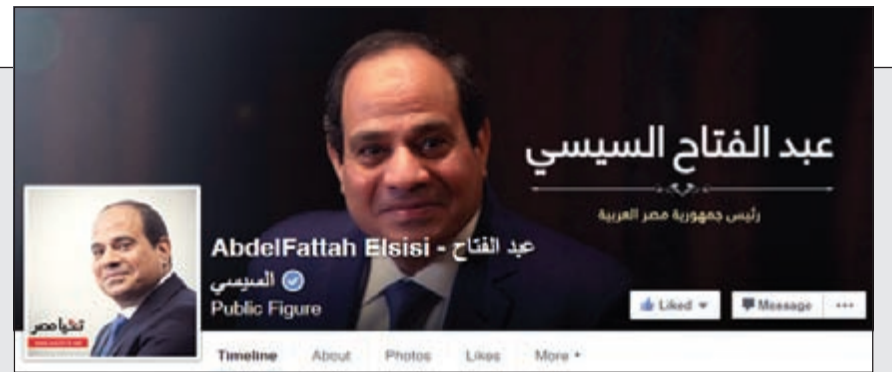 عبد الفتاح السيسي
رئيس جمهورية مصر العربية
AbdelFattah Elsisi - عبد الفتاح
السيسي
Public Figure
Liked
Message
تحيا مصر
Timeline About Photos Likes More